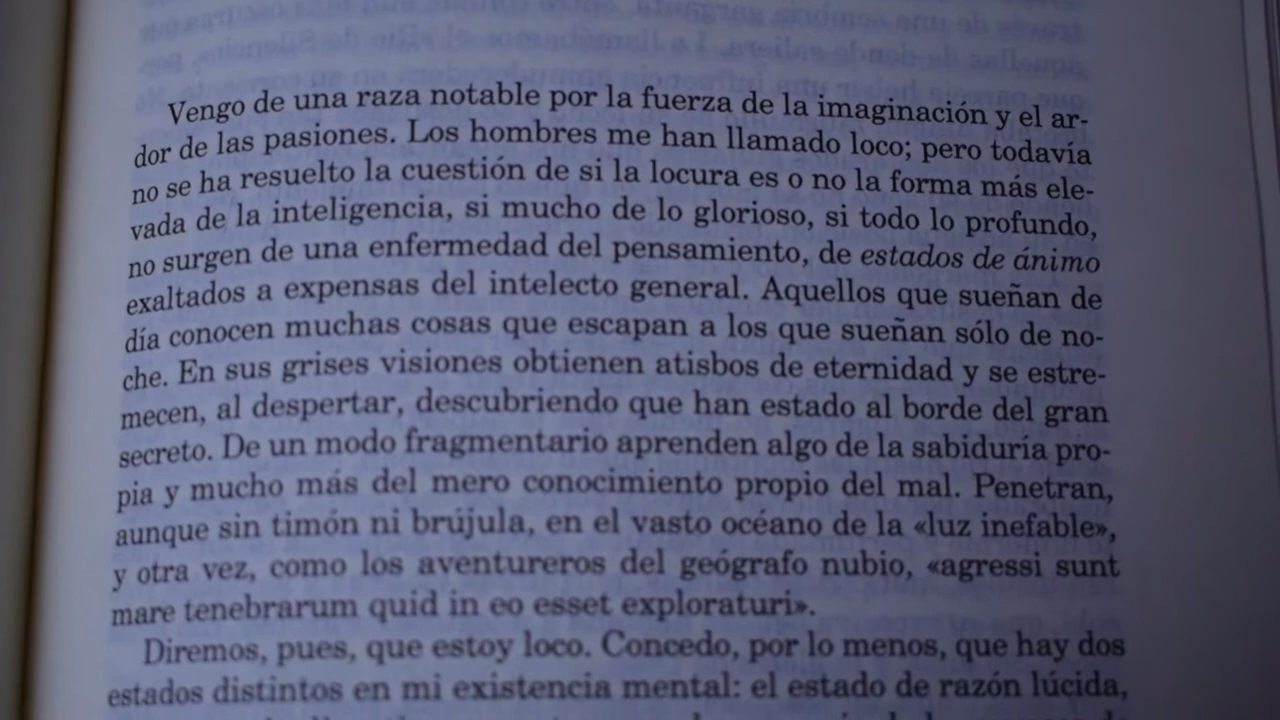 Vengo de una raza notable por la fuerza de la imaginación y el ar-
dor de las pasiones. Los hombres me han llamado loco; pero todavía
no se ha resuelto la cuestión de si la locura es o no la forma más ele-
vada de la inteligencia, si mucho de lo glorioso, si todo lo profundo,
no surgen de una enfermedad del pensamiento, de estados de ánimo
exaltados a expensas del intelecto general. Aquellos que sueñan de
día conocen muchas cosas que escapan a los que sueñan sólo de no-
che. En sus grises visiones obtienen atisbos de eternidad y se estre-
mecen, al despertar, descubriendo que han estado al borde del gran
secreto. De un modo fragmentario aprenden algo de la sabiduría pro-
pia y mucho más del mero conocimiento propio del mal. Penetran,
aunque sin timón ni brújula, en el vasto océano de la «luz inefable»,
y otra vez, como los aventureros del geógrafo nubio, «agressi sunt
mare tenebrarum quid in eo esset exploraturi».
Diremos, pues, que estoy loco. Concedo, por lo menos, que hay dos
estados distintos en mi existencia mental: el estado de razón lúcida,